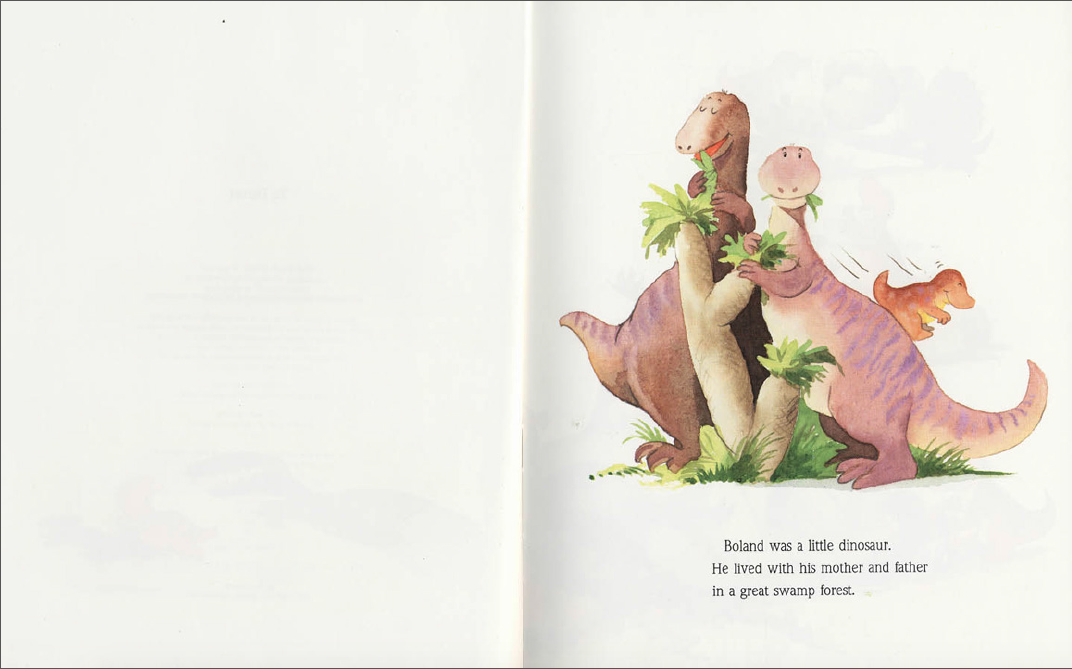 Boland was a little dinosaur.
He lived with his mother and father
in a great swamp forest.